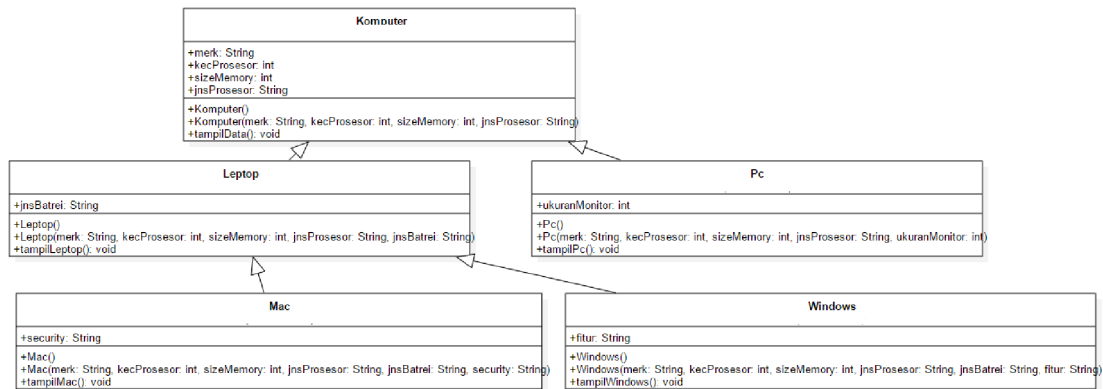 Komputer
+merk: String
+kecProsesor: int
+sizeMemory: int
+jnsProsesor: String
+Komputer()
+Komputer(merk: String, kecProsesor: int, sizeMemory: int, jnsProsesor: String)
+tampilData(): void
Leptop
+jnsBatrei: String
+Leptop()
+Leptop(merk: String, kecProsesor: int, sizeMemory: int, jnsProsesor: String, jnsBatrei: String)
+tampilLeptop(): void
Pc
+ukuranMonitor: int
+Pc()
+Pc(merk: String, kecProsesor: int, sizeMemory: int, jnsProsesor: String, ukuranMonitor: int)
+tampilPc(): void
Mac
+security: String
+Mac()
+Mac(merk: String, kecProsesor: int, sizeMemory: int, jnsProsesor: String, jnsBatrei: String, security: String)
+tampilMac(): void
Windows
+fitur: String
+Windows()
+Windows(merk: String, kecProsesor: int, sizeMemory: int, jnsProsesor: String, jnsBatrei: String, fitur: String)
+tampilWindows(): void